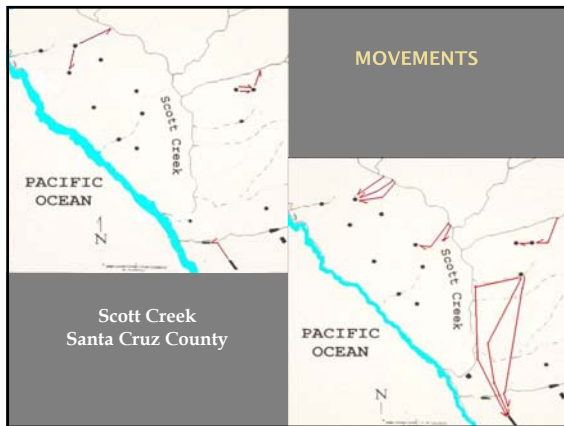 MOVEMENTS
Scott Creek
PACIFIC
OCEAN
N
Scott Creek
Santa Cruz County
Scott Creek
PACIFIC
OCEAN
N